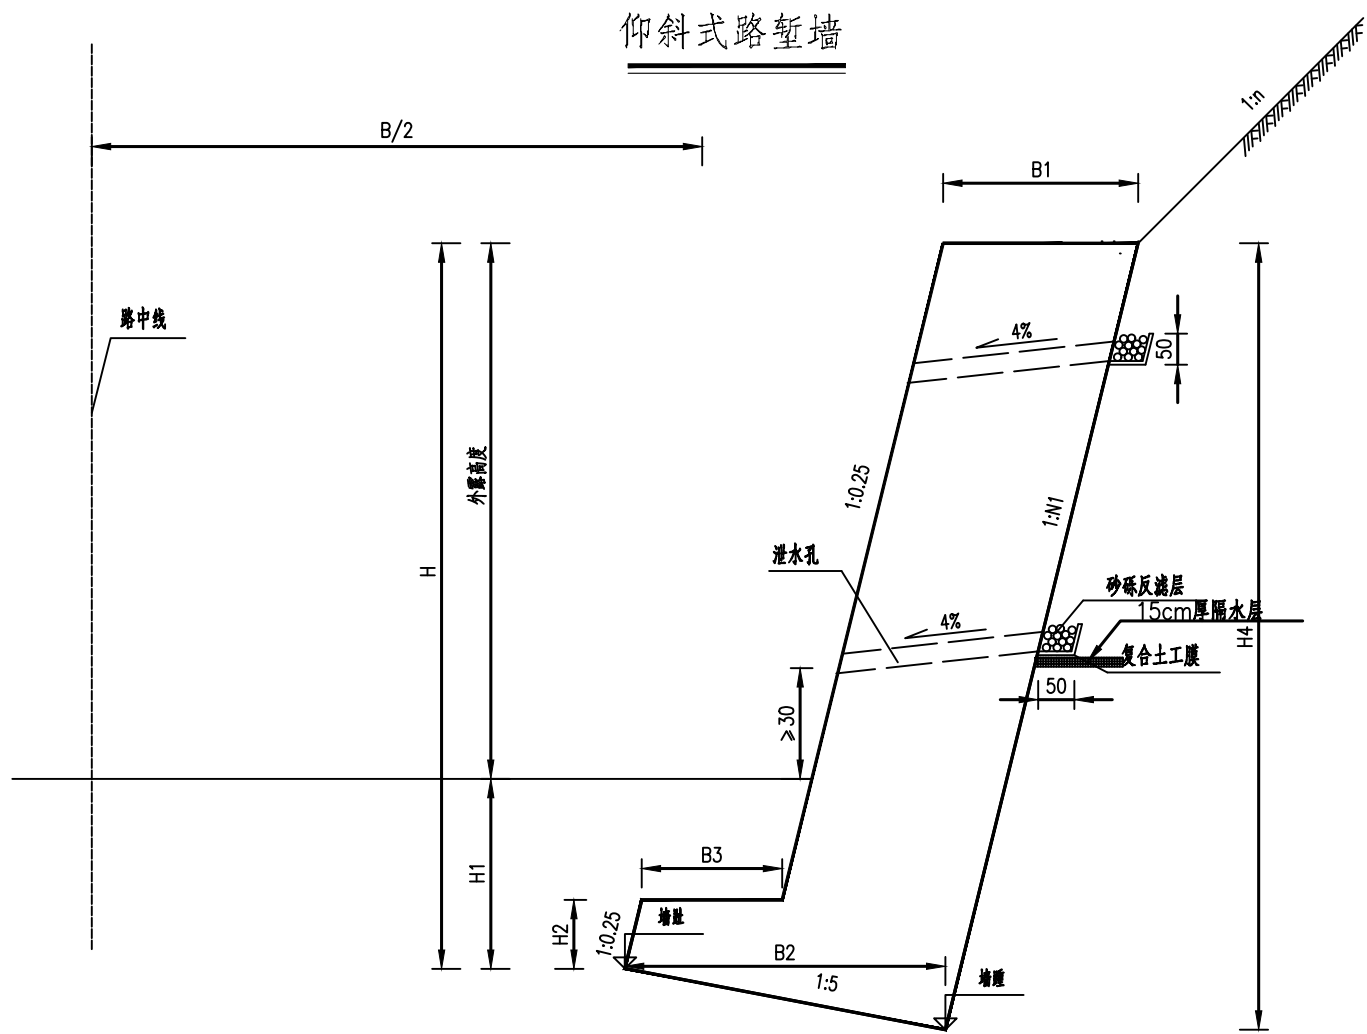 仰斜式路堑墙
1:n
B/2
B1
路中线
4%
50
外露高度
1:0.25
1:N1
H
泄水孔
砂砾反滤层
15cm厚隔水层
4%
H4
复合土工膜
50
≥30
B3
H1
墙趾
H2
1:0.25
B2
1:5
墙踵